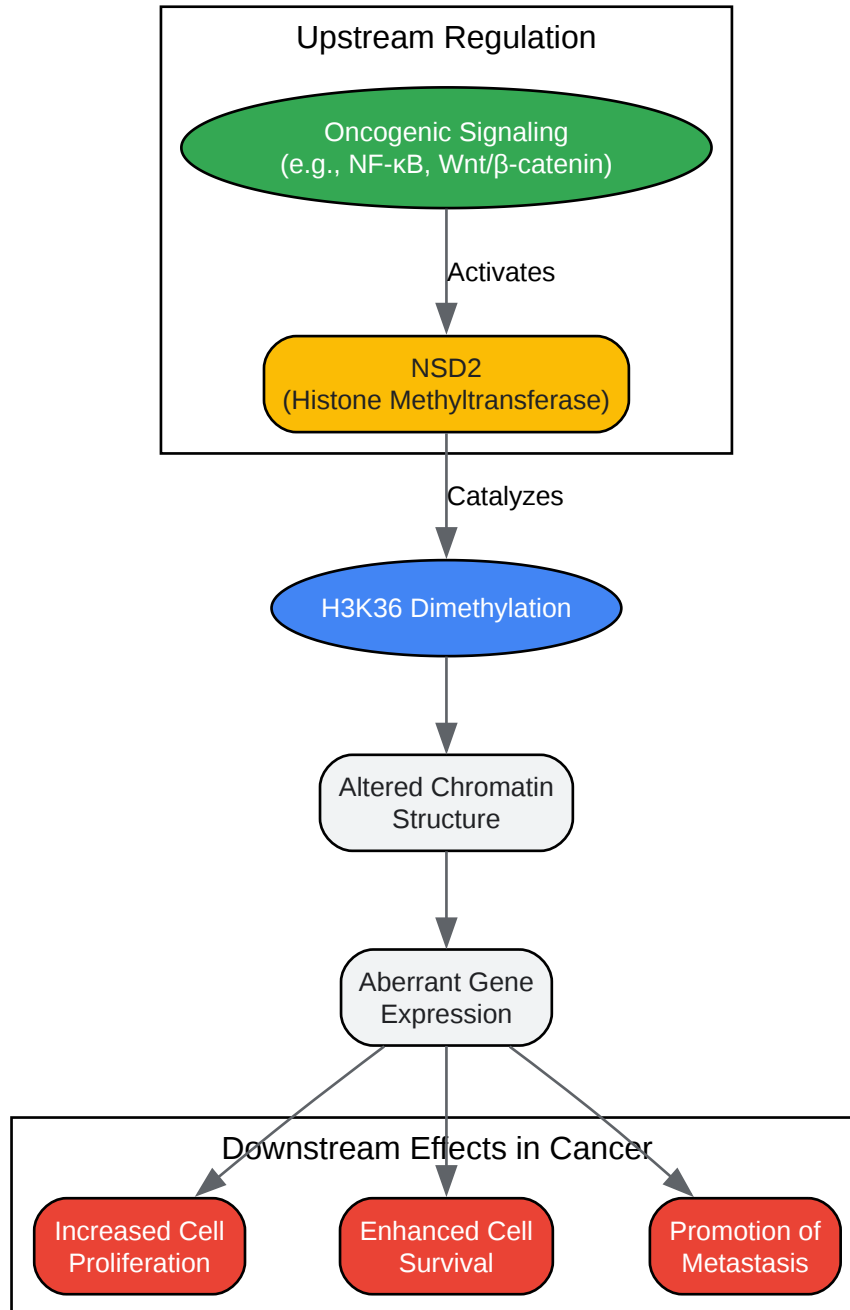 Upstream Regulation
Oncogenic Signaling
(e.g., NF-κB, Wnt/β-catenin)
Activates
NSD2
(Histone Methyltransferase)
Catalyzes
H3K36 Dimethylation
Altered Chromatin
Structure
Aberrant Gene
Expression
Downstream Effects in Cancer
Increased Cell
Proliferation
Enhanced Cell
Survival
Promotion of
Metastasis